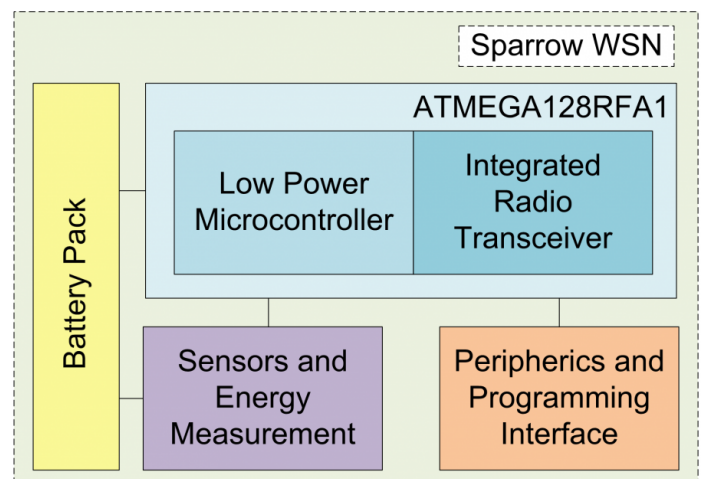 Sparrow WSN
ATMEGA128RFA1
Battery Pack
Low Power
Microcontroller
Integrated
Radio
Transceiver
Sensors and
Energy
Measurement
Peripherics and
Programming
Interface